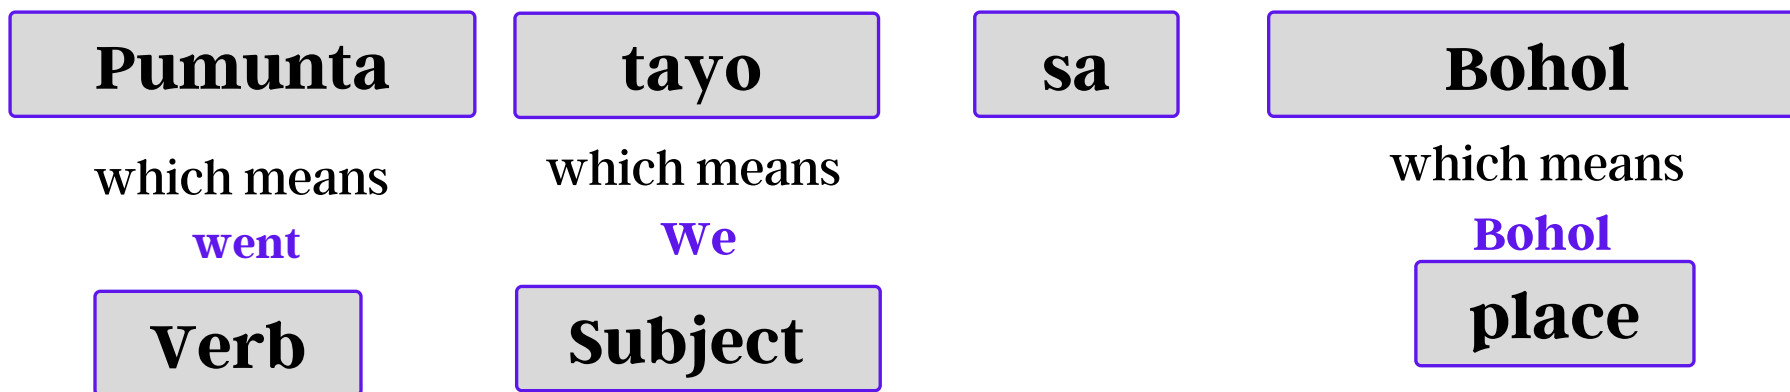 Pumunta tayo sa Bohol
which means which means which means
went We Bohol
Verb Subject place